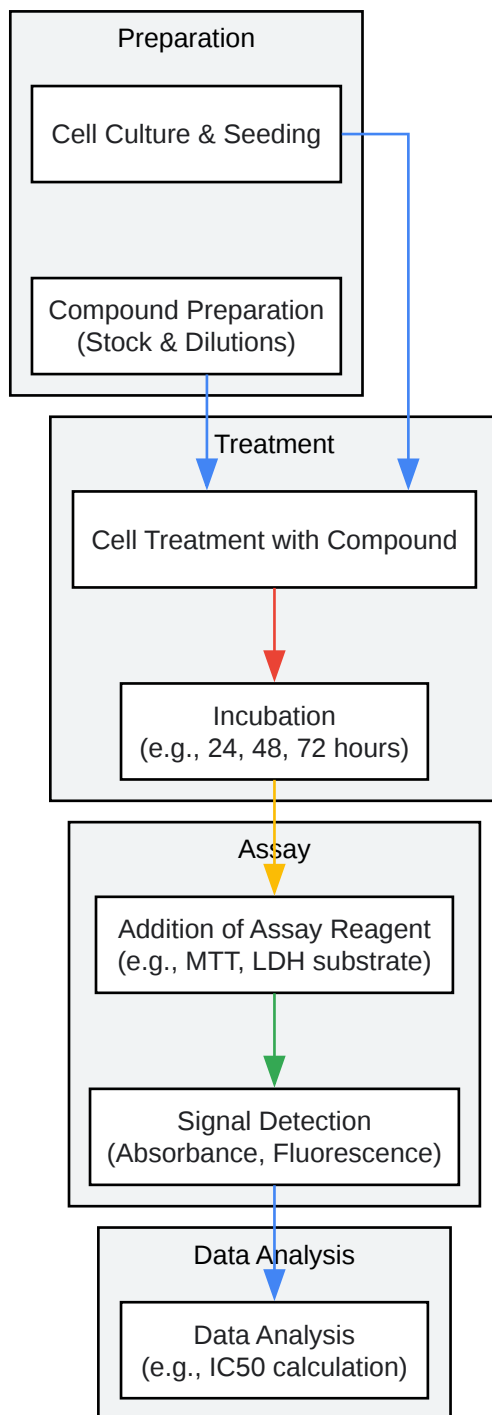 Preparation
Cell Culture & Seeding
Compound Preparation
(Stock & Dilutions)
Treatment
Cell Treatment with Compound
Incubation
(e.g., 24, 48, 72 hours)
Assay
Addition of Assay Reagent
(e.g., MTT, LDH substrate)
Signal Detection
(Absorbance, Fluorescence)
Data Analysis
Data Analysis
(e.g., IC50 calculation)